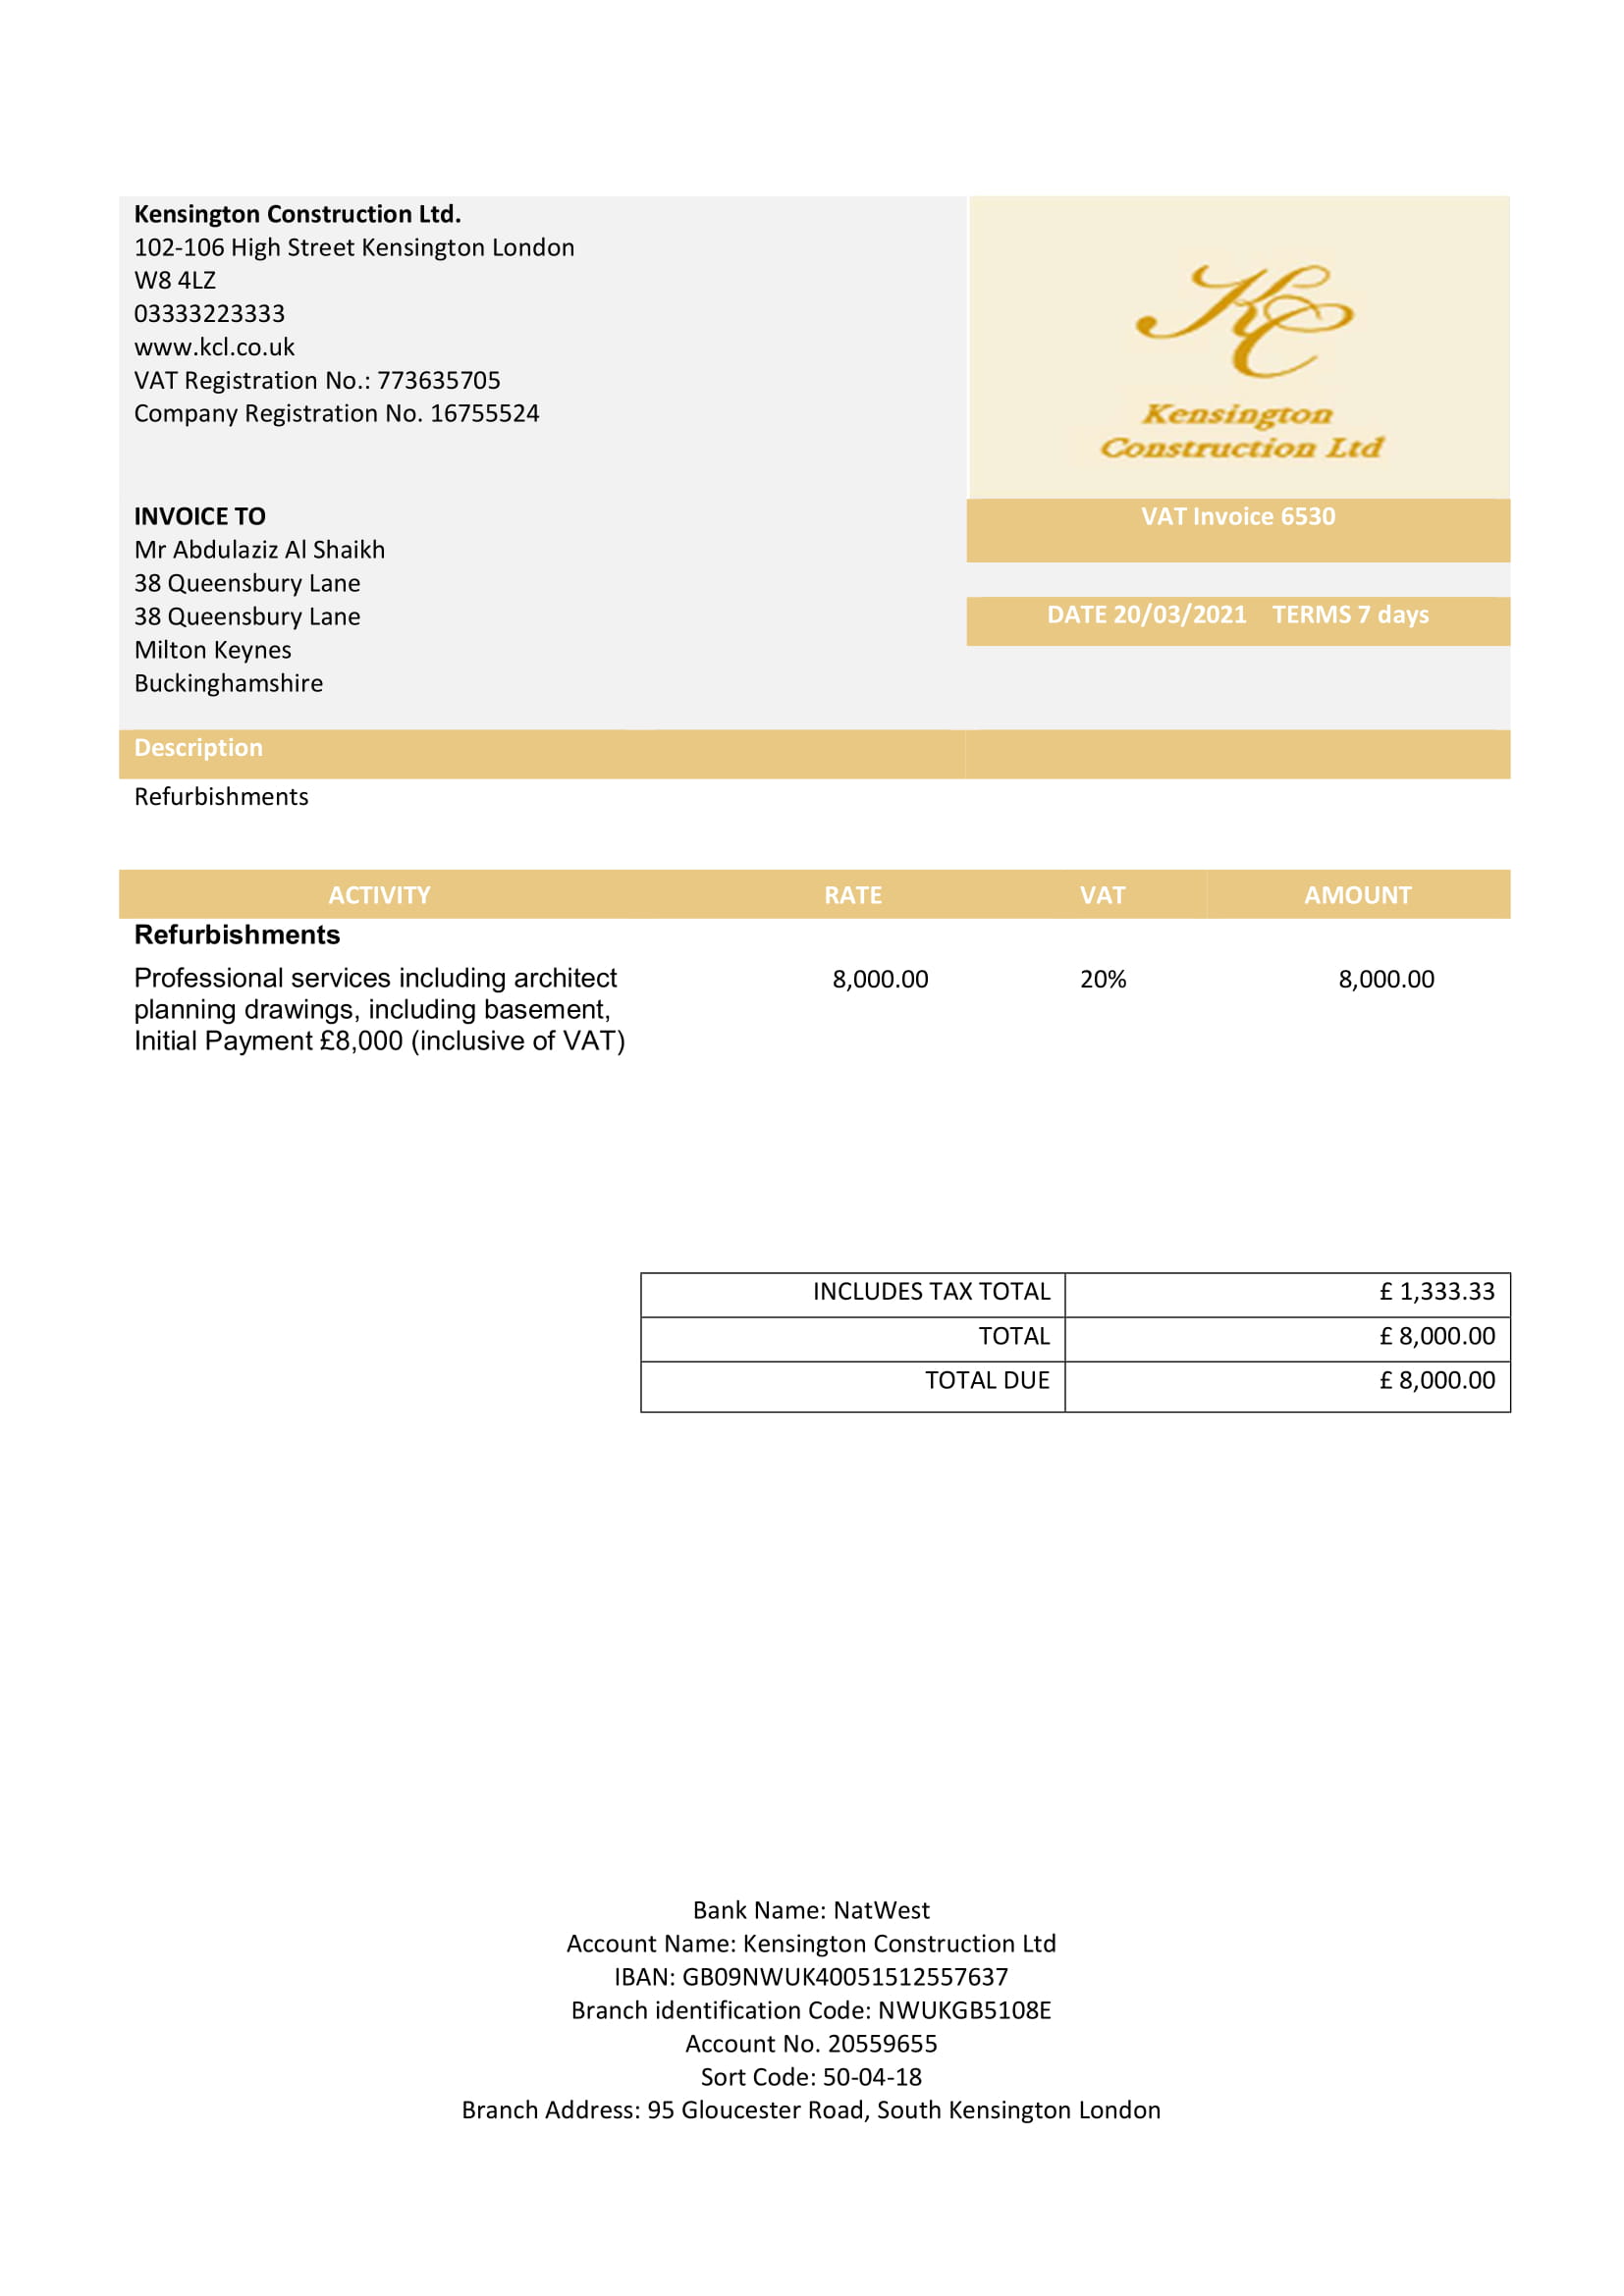 Kensington Construction Ltd.
102-106 High Street Kensington London
W8 4LZ
03333223333
www.kcl.co.uk
VAT Registration No.: 773635705
Company Registration No. 16755524
KC
Kensington
Construction Ltd
INVOICE TO
Mr Abdulaziz Al Shaikh
38 Queensbury Lane
38 Queensbury Lane
Milton Keynes
Buckinghamshire
VAT Invoice 6530
DATE 20/03/2021 TERMS 7 days
Description
Refurbishments
ACTIVITY RATE VAT AMOUNT
Refurbishments
Professional services including architect 8,000.00 20% 8,000.00
planning drawings, including basement,
Initial Payment £8,000 (inclusive of VAT)
INCLUDES TAX TOTAL £ 1,333.33
TOTAL £ 8,000.00
TOTAL DUE £ 8,000.00
Bank Name: NatWest
Account Name: Kensington Construction Ltd
IBAN: GB09NWUK40051512557637
Branch identification Code: NWUKGB5108E
Account No. 20559655
Sort Code: 50-04-18
Branch Address: 95 Gloucester Road, South Kensington London